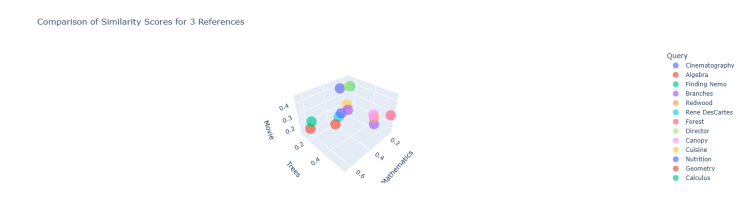 Comparison of Similarity Scores for 3 References
Query
Cinematography
Algebra
Finding Nemo
Branches
Redwood
Rene DesCartes
Forest
Director
Canopy
Cuisine
Nutrition
Geometry
Calculus
0.4
0.3
0.2
Movie
0.2
0.4
0.6
Trees
0.2
0.4
Mathematics